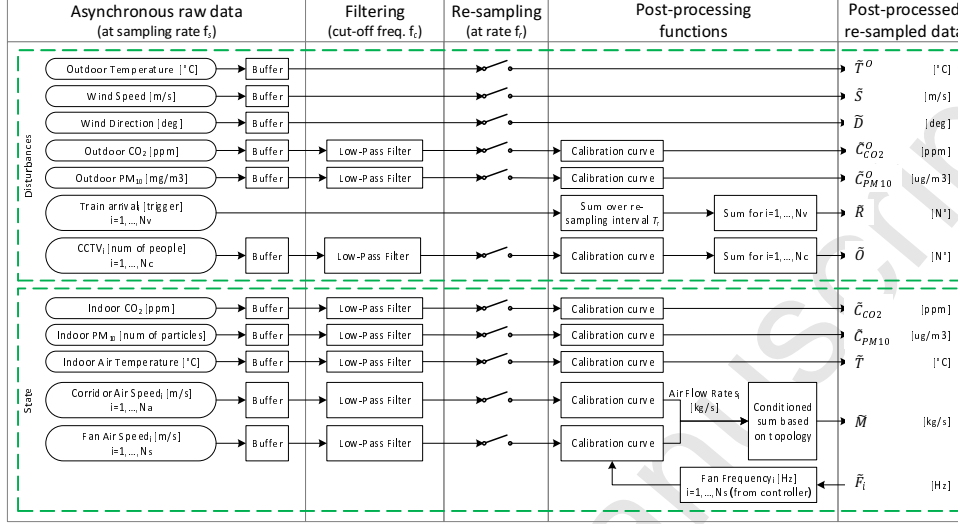 Asynchronous raw data
(at sampling rate fₛ)
Filtering
(cut-off freq. f꜀)
Re-sampling
(at rate fᵣ)
Post-processing
functions
Post-processed
re-sampled data
Disturbances
Outdoor Temperature [°C]
Buffer
T̃ᴼ
[°C]
Wind Speed [m/s]
Buffer
S̃
[m/s]
Wind Direction [deg]
Buffer
D̃
[deg]
Outdoor CO₂ [ppm]
Buffer
Low-Pass Filter
Calibration curve
C̃ᴼ_CO2
[ppm]
Outdoor PM₁₀ [mg/m3]
Buffer
Low-Pass Filter
Calibration curve
C̃ᴼ_PM10
[ug/m3]
Train arrivalᵢ [trigger]
i=1,...,Nv
Sum over re-
sampling interval Tᵣ
Sum for i=1,...,Nv
R̃
[N°]
CCTVᵢ [num of people]
i=1,...,Nc
Buffer
Low-Pass Filter
Calibration curve
Sum for i=1,...,Nc
Õ
[N°]
State
Indoor CO₂ [ppm]
Buffer
Low-Pass Filter
Calibration curve
C̃_CO2
[ppm]
Indoor PM₁₀ [num of particles]
Buffer
Low-Pass Filter
Calibration curve
C̃_PM10
[ug/m3]
Indoor Air Temperature [°C]
Buffer
Low-Pass Filter
Calibration curve
T̃
[°C]
Corridor Air Speedᵢ [m/s]
i=1,...,Na
Buffer
Low-Pass Filter
Calibration curve
Air Flow Ratesᵢ
[kg/s]
Conditioned
sum based
on topology
M̃
[kg/s]
Fan Air Speedᵢ [m/s]
i=1,...,Ns
Buffer
Low-Pass Filter
Calibration curve
Fan Frequencyᵢ [Hz]
i=1,...,Ns (from controller)
F̃ᵢ
[Hz]